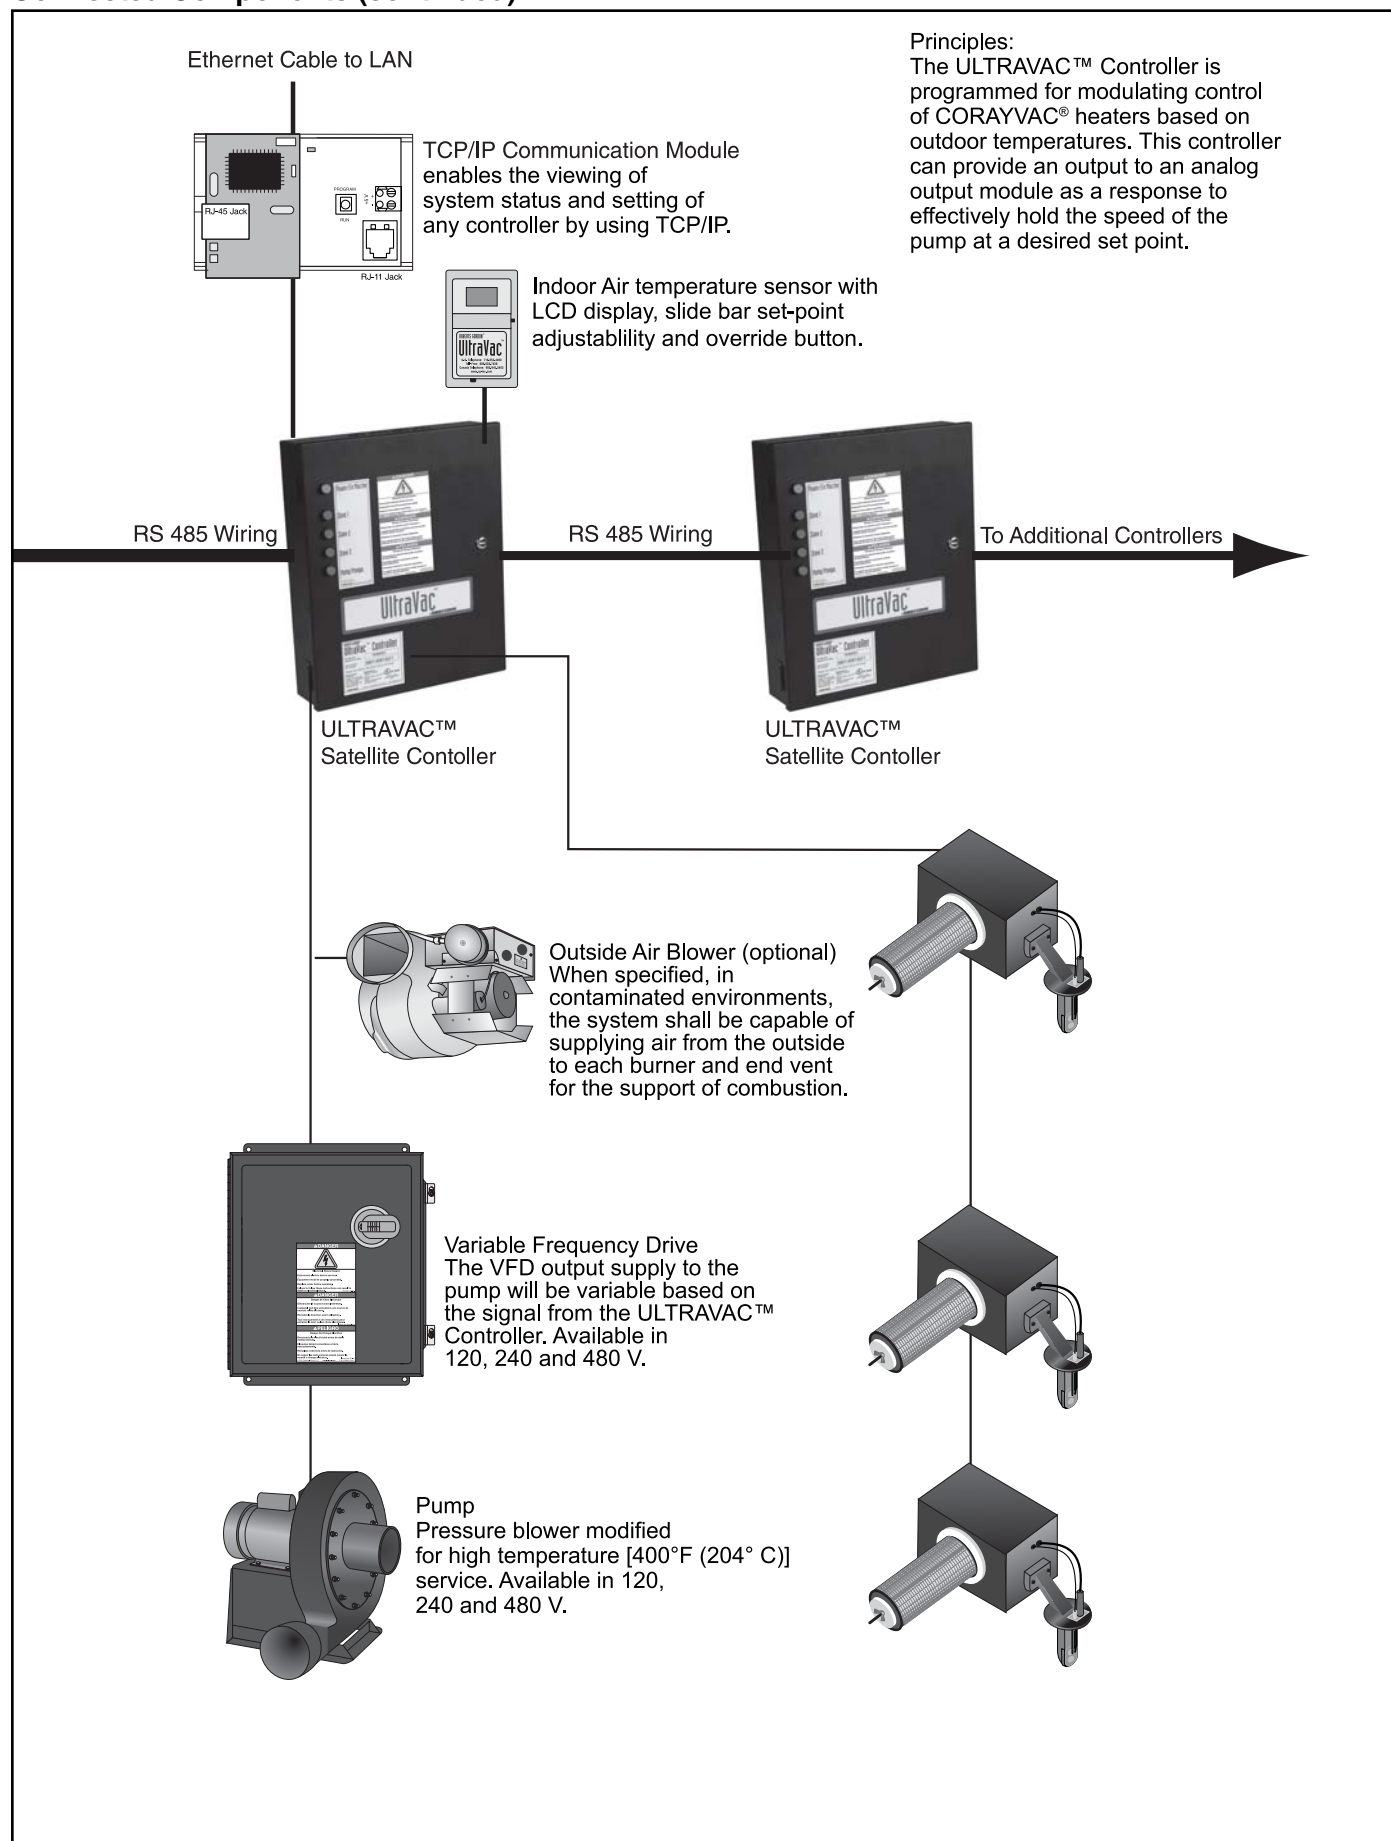 Connected Components (continued)
Ethernet Cable to LAN
Principles:
The ULTRAVAC™ Controller is
programmed for modulating control
of CORAYVAC® heaters based on
outdoor temperatures. This controller
can provide an output to an analog
output module as a response to
effectively hold the speed of the
pump at a desired set point.
TCP/IP Communication Module
enables the viewing of
system status and setting of
any controller by using TCP/IP.
PROGRAM
RUN
RJ-45 Jack
RJ-11 Jack
Indoor Air temperature sensor with
LCD display, slide bar set-point
adjustablility and override button.
UltraVac
RS 485 Wiring
RS 485 Wiring
To Additional Controllers
UltraVac
UltraVac
UltraVac™ Controller
UltraVac™ Controller
ULTRAVAC™
Satellite Contoller
ULTRAVAC™
Satellite Contoller
Outside Air Blower (optional)
When specified, in
contaminated environments,
the system shall be capable of
supplying air from the outside
to each burner and end vent
for the support of combustion.
Variable Frequency Drive
The VFD output supply to the
pump will be variable based on
the signal from the ULTRAVAC™
Controller. Available in
120, 240 and 480 V.
Pump
Pressure blower modified
for high temperature [400°F (204° C)]
service. Available in 120,
240 and 480 V.